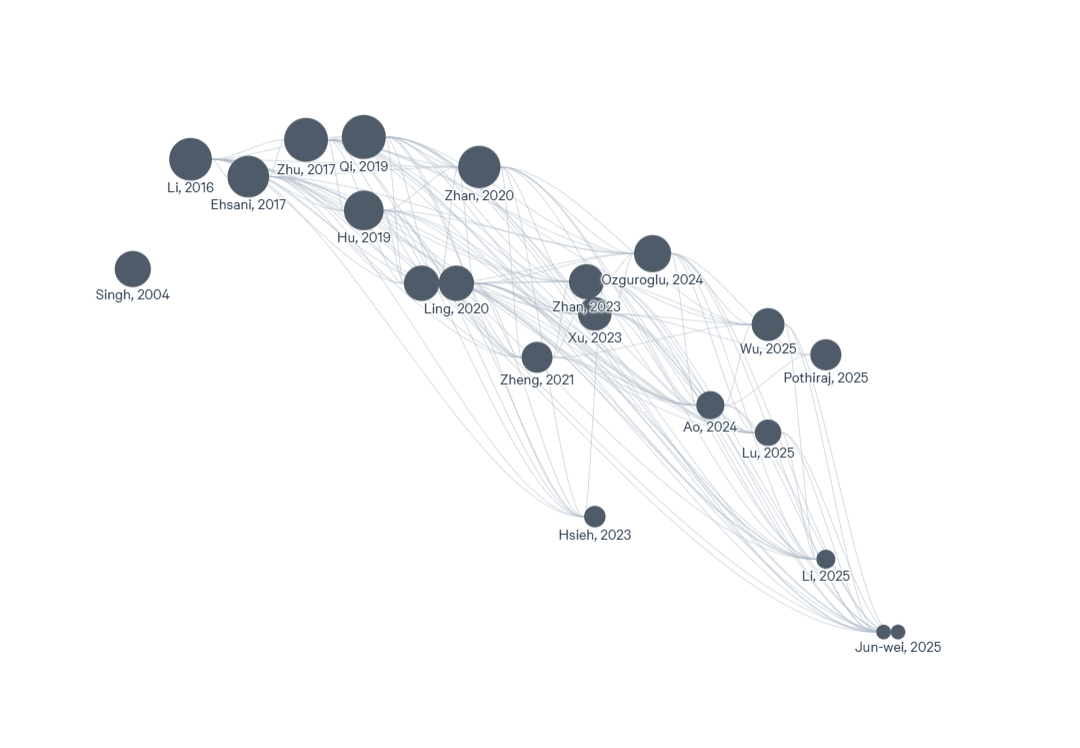 Zhu, 2017
Qi, 2019
Li, 2016
Zhan, 2020
Ehsani, 2017
Hu, 2019
Ozguroglu, 2024
Singh, 2004
Zhan, 2023
Ling, 2020
Xu, 2023
Wu, 2025
Zheng, 2021
Pothiraj, 2025
Ao, 2024
Lu, 2025
Hsieh, 2023
Li, 2025
Jun-wei, 2025